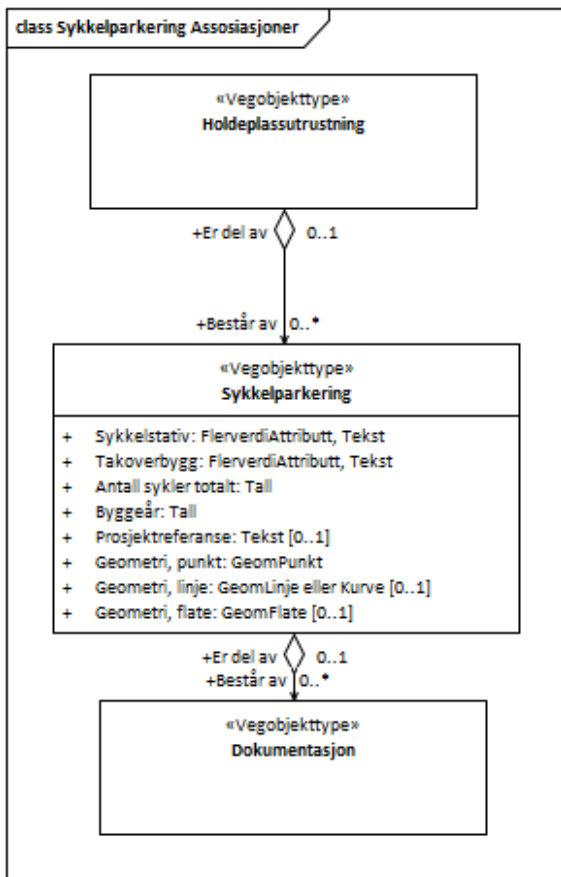 class Sykkelparkering Assosiasjoner
«Vegobjekttype»
Holdeplassutrustning
+Er del av 0..1
+Består av 0..*
«Vegobjekttype»
Sykkelparkering
+ Sykkelstativ: FlerverdiAttributt, Tekst
+ Takoverbygg: FlerverdiAttributt, Tekst
+ Antall sykler totalt: Tall
+ Byggeår: Tall
+ Prosjektreferanse: Tekst [0..1]
+ Geometri, punkt: GeomPunkt
+ Geometri, linje: GeomLinje eller Kurve [0..1]
+ Geometri, flate: GeomFlate [0..1]
+Er del av 0..1
+Består av 0..*
«Vegobjekttype»
Dokumentasjon